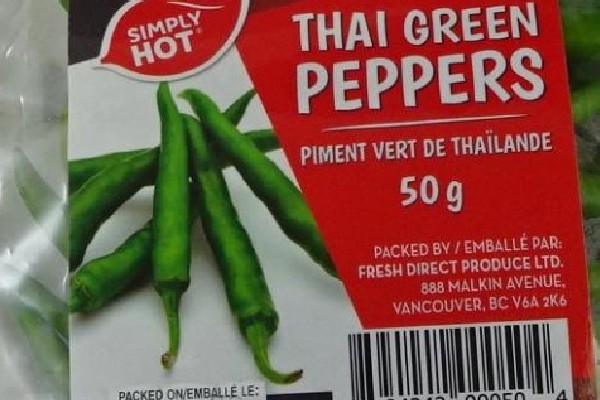 SIMPLY
HOT®
THAI GREEN
PEPPERS
PIMENT VERT DE THAÏLANDE
50 g
PACKED BY / EMBALLÉ PAR:
FRESH DIRECT PRODUCE LTD.
888 MALKIN AVENUE,
VANCOUVER, BC V6A 2K6
PACKED ON/EMBALLÉ LE: